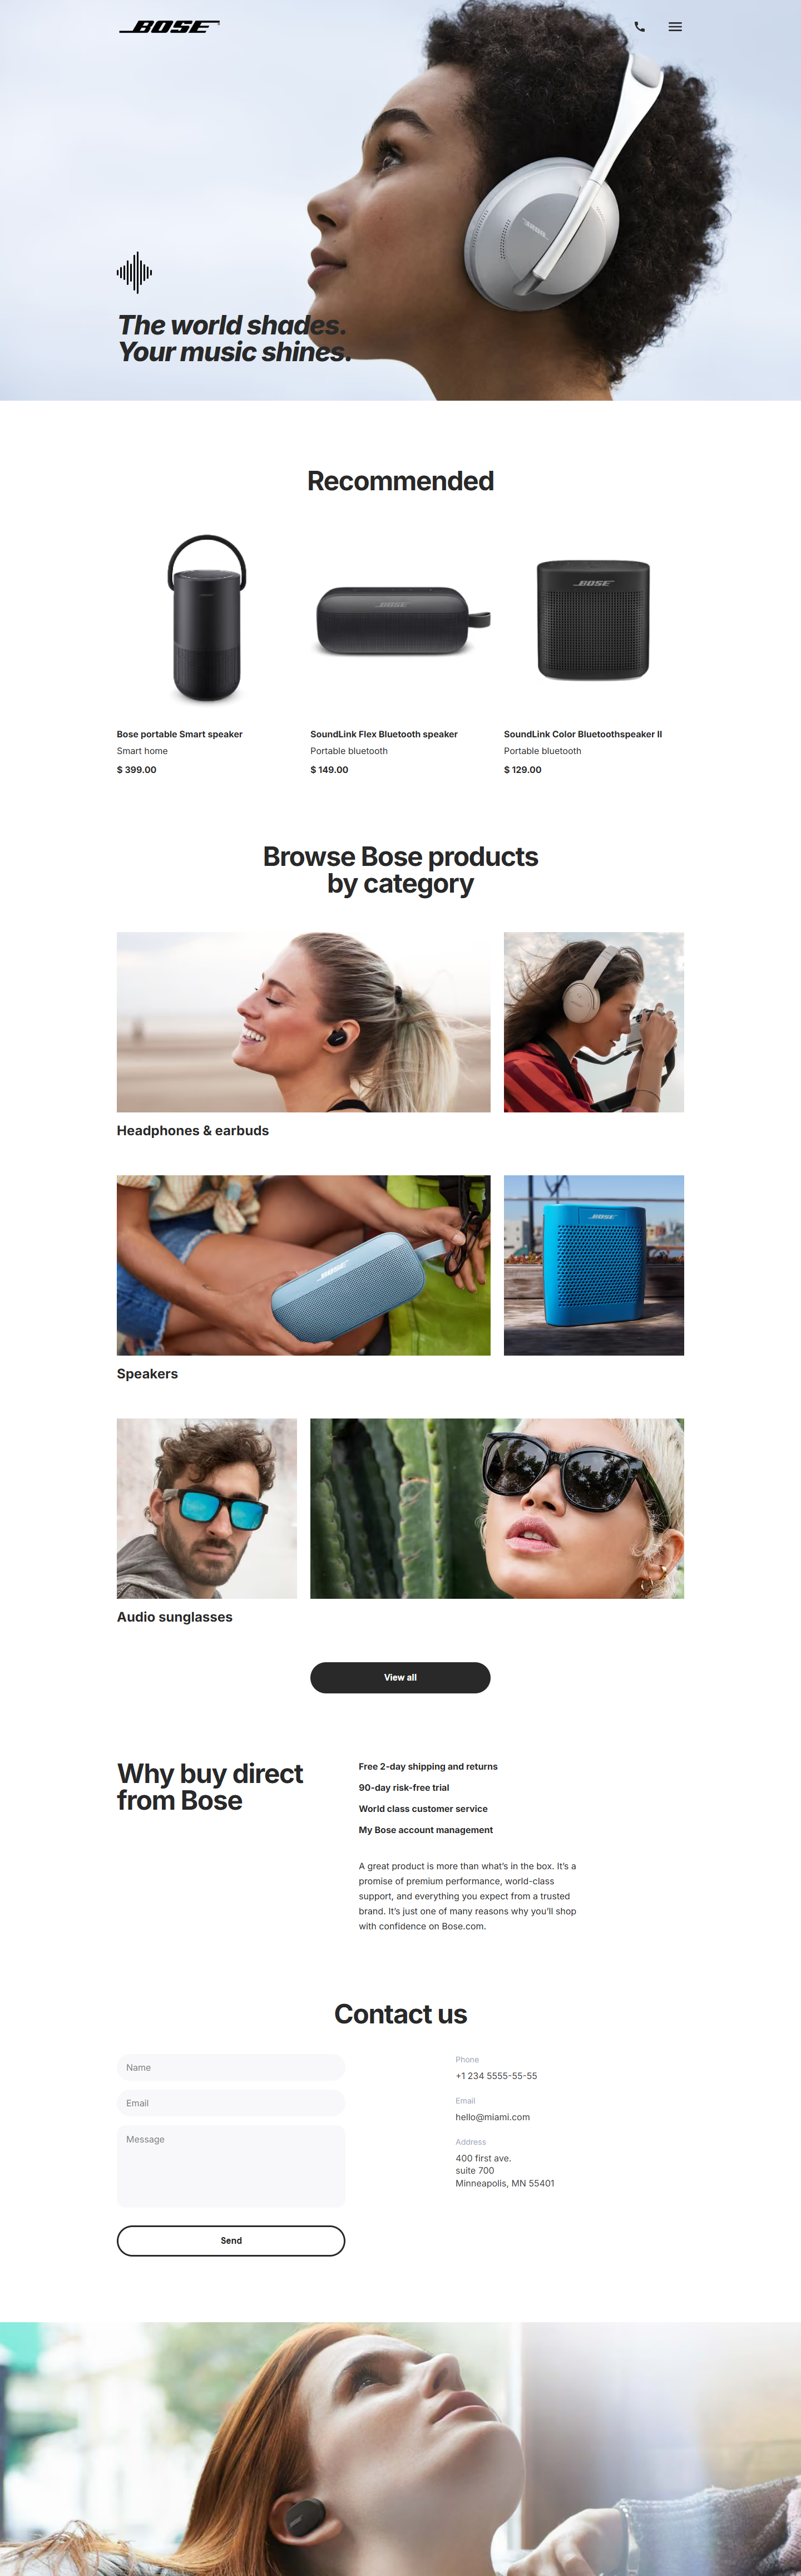 BOSE
The world shades.
Your music shines.
Recommended
BOSE
BOSE
Bose portable Smart speaker
Smart home
$ 399.00
SoundLink Flex Bluetooth speaker
Portable bluetooth
$ 149.00
SoundLink Color Bluetoothspeaker II
Portable bluetooth
$ 129.00
Browse Bose products
by category
Headphones & earbuds
BOSE
BOSE
Speakers
Audio sunglasses
View all
Why buy direct
from Bose
Free 2-day shipping and returns
90-day risk-free trial
World class customer service
My Bose account management
A great product is more than what’s in the box. It’s a
promise of premium performance, world-class
support, and everything you expect from a trusted
brand. It’s just one of many reasons why you’ll shop
with confidence on Bose.com.
Contact us
Name
Email
Message
Send
Phone
+1 234 5555-55-55
Email
hello@miami.com
Address
400 first ave.
suite 700
Minneapolis, MN 55401